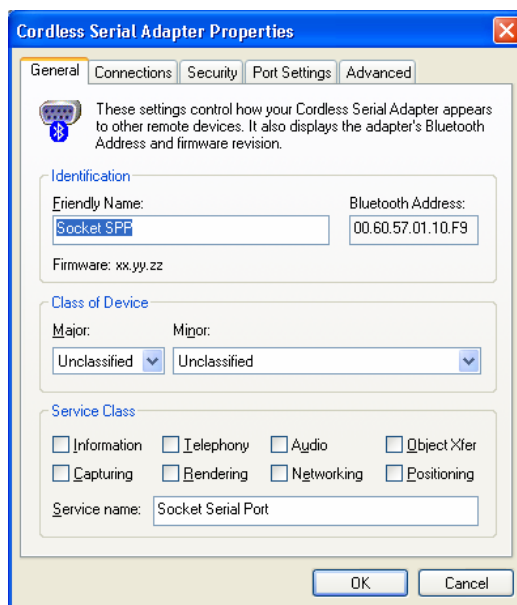 Cordless Serial Adapter Properties
General Connections Security Port Settings Advanced
These settings control how your Cordless Serial Adapter appears
to other remote devices. It also displays the adapter's Bluetooth
Address and firmware revision.
Identification
Friendly Name: Bluetooth Address:
Socket SPP 00.60.57.01.10.F9
Firmware: xx.yy.zz
Class of Device
Major: Minor:
Unclassified Unclassified
Service Class
Information Telephony Audio Object Xfer
Capturing Rendering Networking Positioning
Service name: Socket Serial Port
OK Cancel